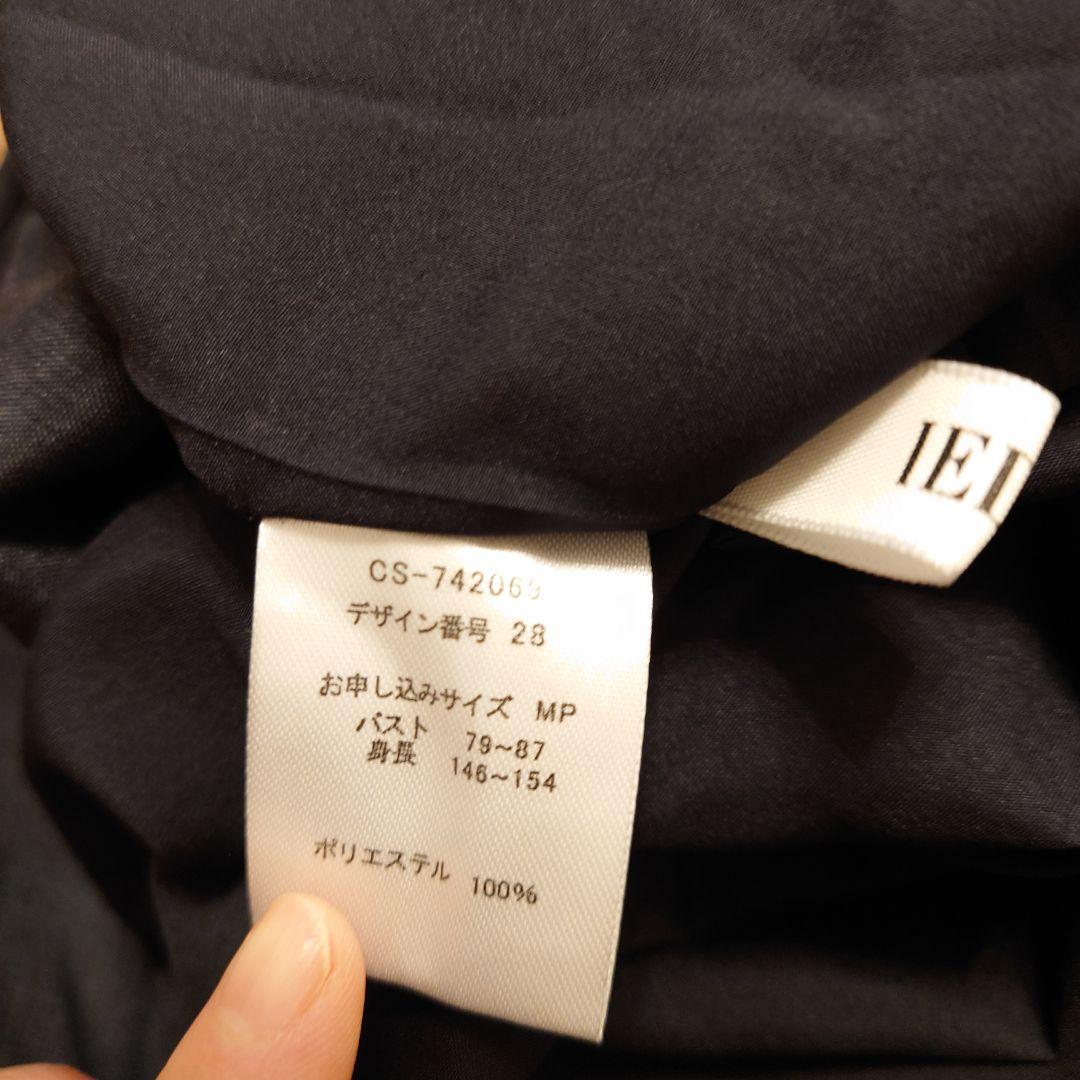 CS-742069
デザイン番号 28
お申し込みサイズ MP
バスト 79~87
身長 146~154
ポリエステル 100%
IEI